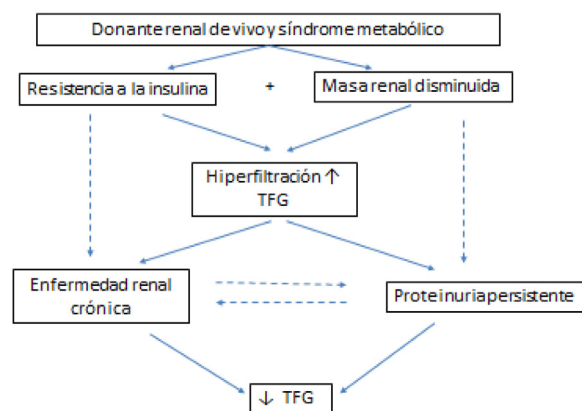 Donante renal de vivo y síndrome metabólico
Resistencia a la insulina
+
Masa renal disminuida
Hiperfiltración ↑
TFG
Enfermedad renal
crónica
Proteinuria persistente
↓ TFG